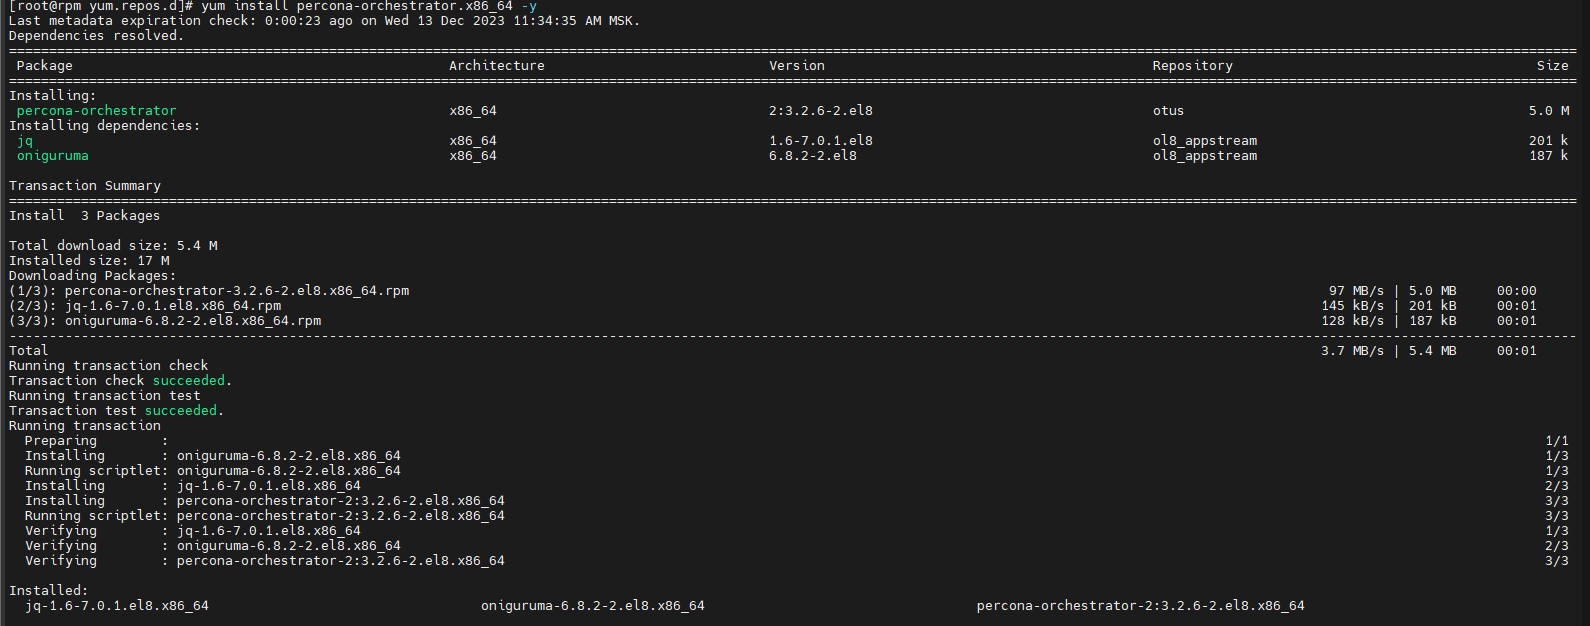 [root@rpm yum.repos.d]# yum install percona-orchestrator.x86_64 -y
Last metadata expiration check: 0:00:23 ago on Wed 13 Dec 2023 11:34:35 AM MSK.
Dependencies resolved.
================================================================================
Package Architecture Version Repository Size
================================================================================
Installing:
percona-orchestrator x86_64 2:3.2.6-2.el8 otus 5.0 M
Installing dependencies:
jq x86_64 1.6-7.0.1.el8 ol8_appstream 201 k
oniguruma x86_64 6.8.2-2.el8 ol8_appstream 187 k
Transaction Summary
================================================================================
Install  3 Packages
Total download size: 5.4 M
Installed size: 17 M
Downloading Packages:
(1/3): percona-orchestrator-3.2.6-2.el8.x86_64.rpm 97 MB/s | 5.0 MB 00:00
(2/3): jq-1.6-7.0.1.el8.x86_64.rpm 145 kB/s | 201 kB 00:01
(3/3): oniguruma-6.8.2-2.el8.x86_64.rpm 128 kB/s | 187 kB 00:01
--------------------------------------------------------------------------------
Total 3.7 MB/s | 5.4 MB 00:01
Running transaction check
Transaction check succeeded.
Running transaction test
Transaction test succeeded.
Running transaction
Preparing : 1/1
Installing : oniguruma-6.8.2-2.el8.x86_64 1/3
Running scriptlet: oniguruma-6.8.2-2.el8.x86_64 1/3
Installing : jq-1.6-7.0.1.el8.x86_64 2/3
Installing : percona-orchestrator-2:3.2.6-2.el8.x86_64 3/3
Running scriptlet: percona-orchestrator-2:3.2.6-2.el8.x86_64 3/3
Verifying : jq-1.6-7.0.1.el8.x86_64 1/3
Verifying : oniguruma-6.8.2-2.el8.x86_64 2/3
Verifying : percona-orchestrator-2:3.2.6-2.el8.x86_64 3/3
Installed:
jq-1.6-7.0.1.el8.x86_64 oniguruma-6.8.2-2.el8.x86_64 percona-orchestrator-2:3.2.6-2.el8.x86_64